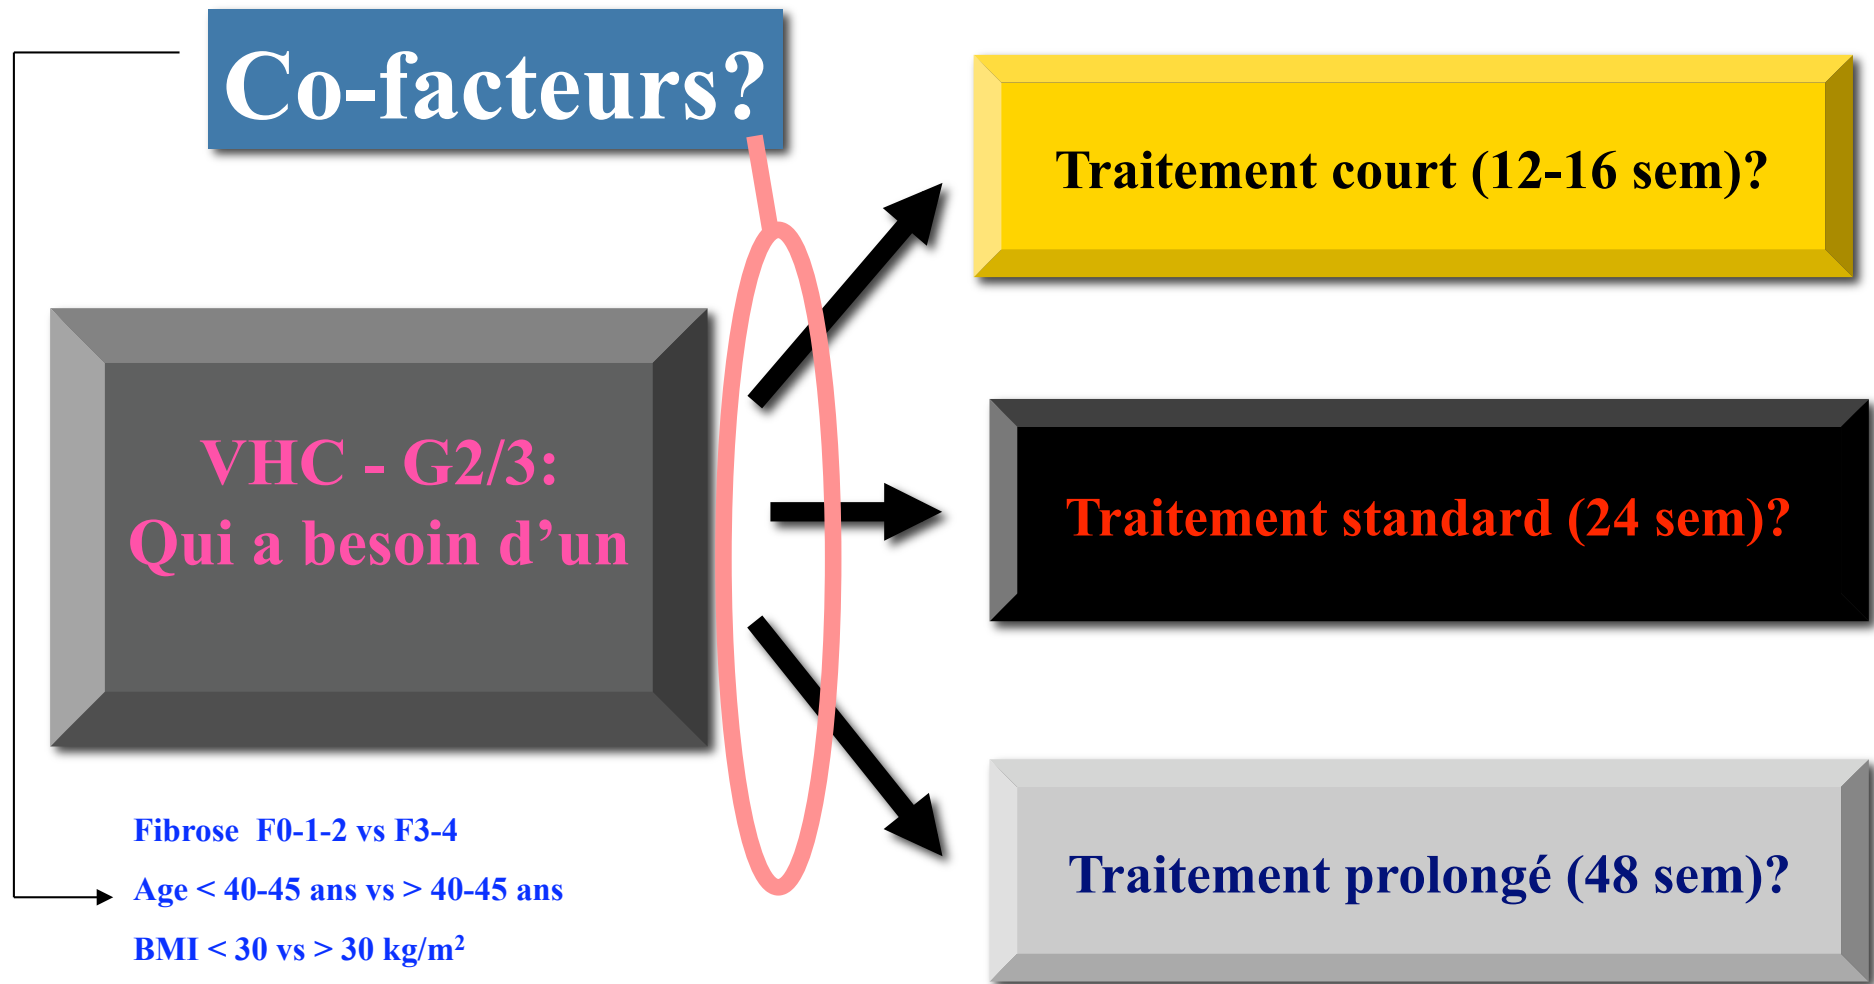 Co-facteurs?
Traitement court (12-16 sem)?
VHC - G2/3:
Qui a besoin d’un
Traitement standard (24 sem)?
Traitement prolongé (48 sem)?
Fibrose  F0-1-2 vs F3-4
Age < 40-45 ans vs > 40-45 ans
BMI < 30 vs > 30 kg/m²